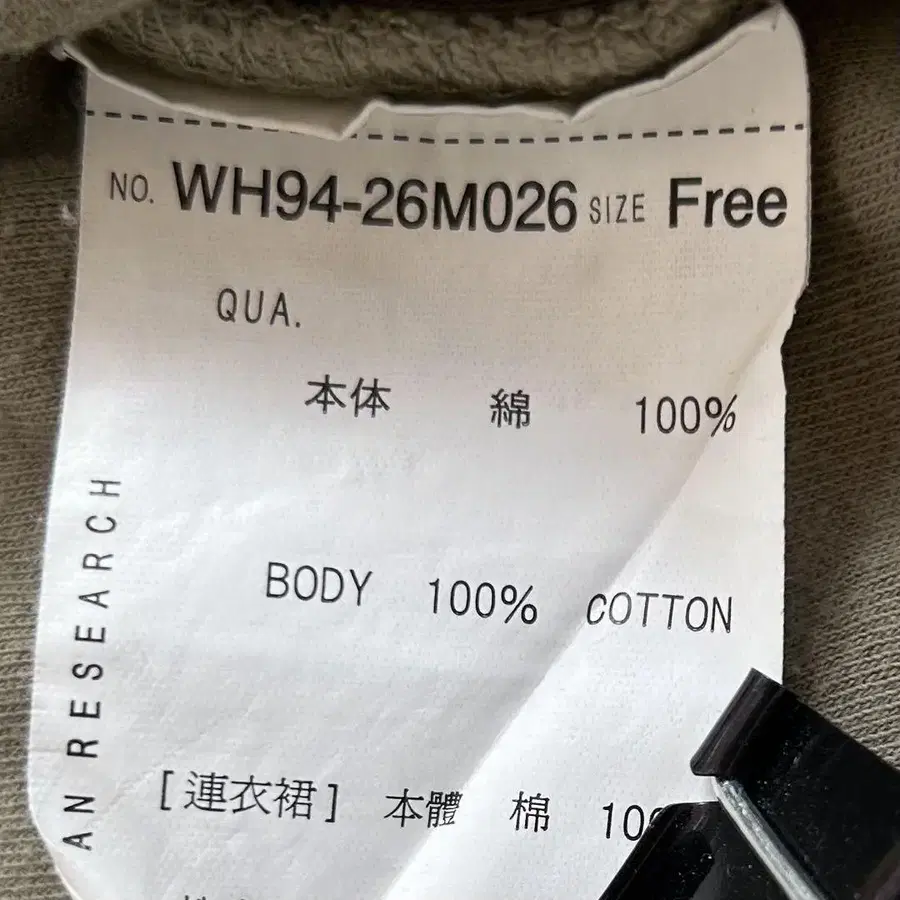 NO. WH94-26M026 SIZE Free
QUA.
本体 綿 100%
BODY 100% COTTON
[連衣裙] 本體 棉
AN RESEARCH